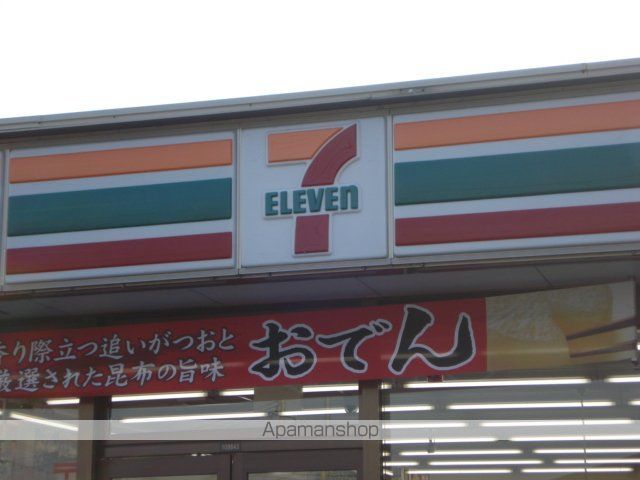 7
ELEVEn
香り際立つ追いがつおと
厳選された昆布の旨味
おでん
Apamanshop